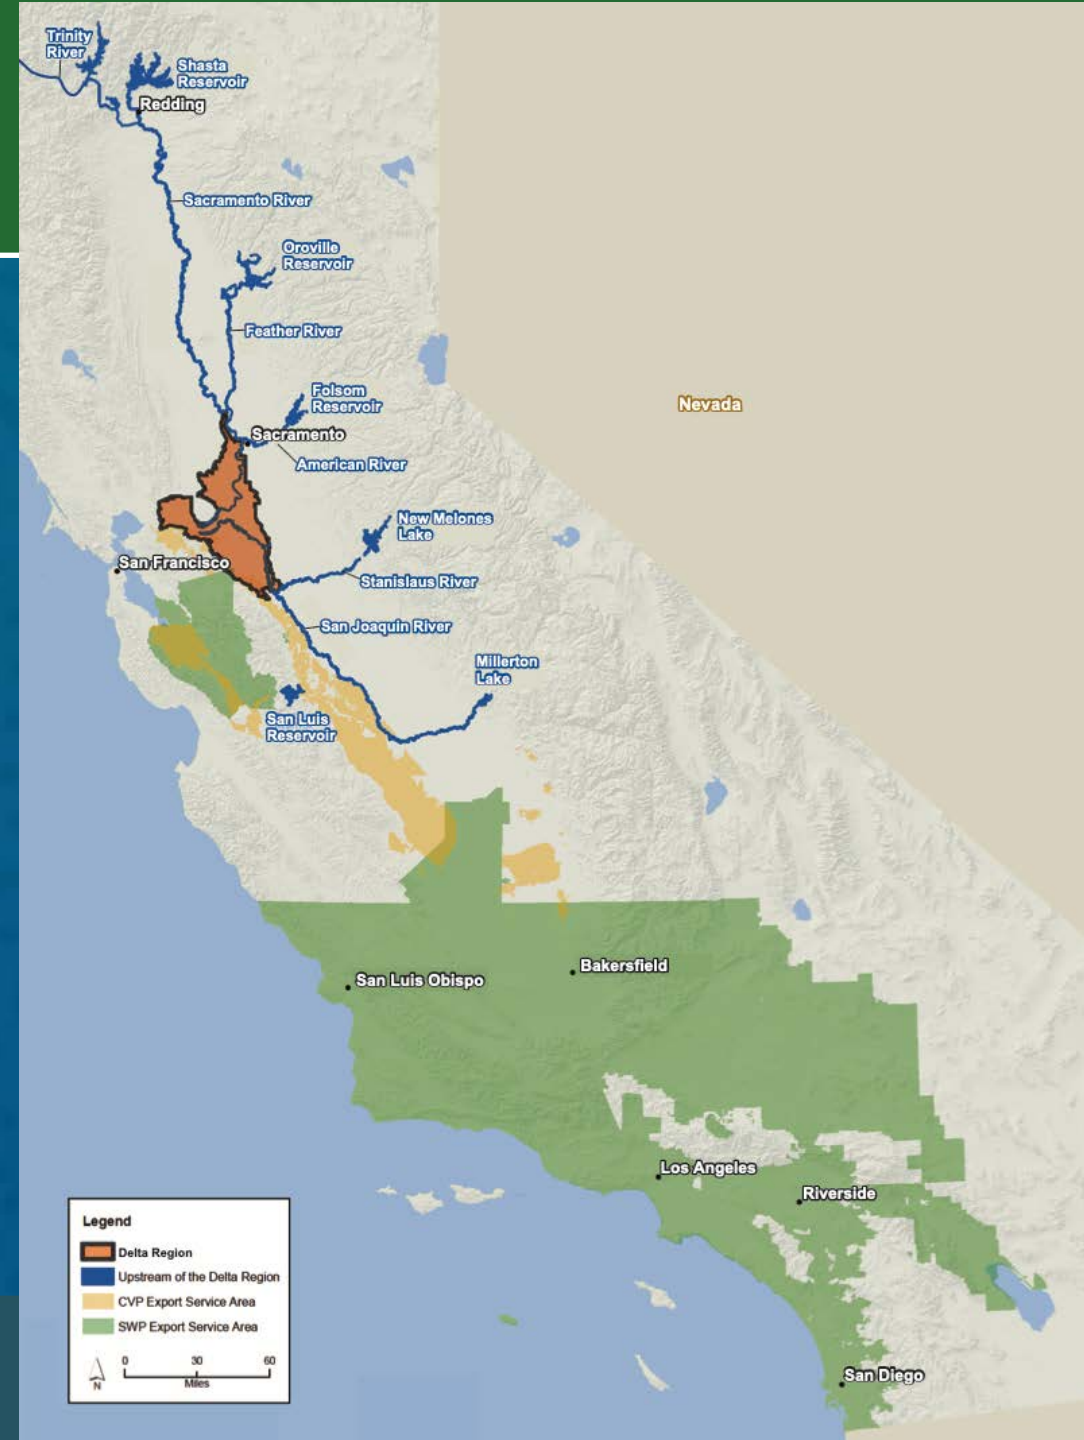 Trinity
River
Shasta
Reservoir
Redding
Sacramento River
Oroville
Reservoir
Feather River
Folsom
Reservoir
Sacramento
American River
Nevada
New Melones
Lake
San Francisco
Stanislaus River
San Joaquin River
Millerton
Lake
San Luis
Reservoir
San Luis Obispo
Bakersfield
Los Angeles
Riverside
San Diego
Legend
Delta Region
Upstream of the Delta Region
CVP Export Service Area
SWP Export Service Area
N
0 30 60
Miles